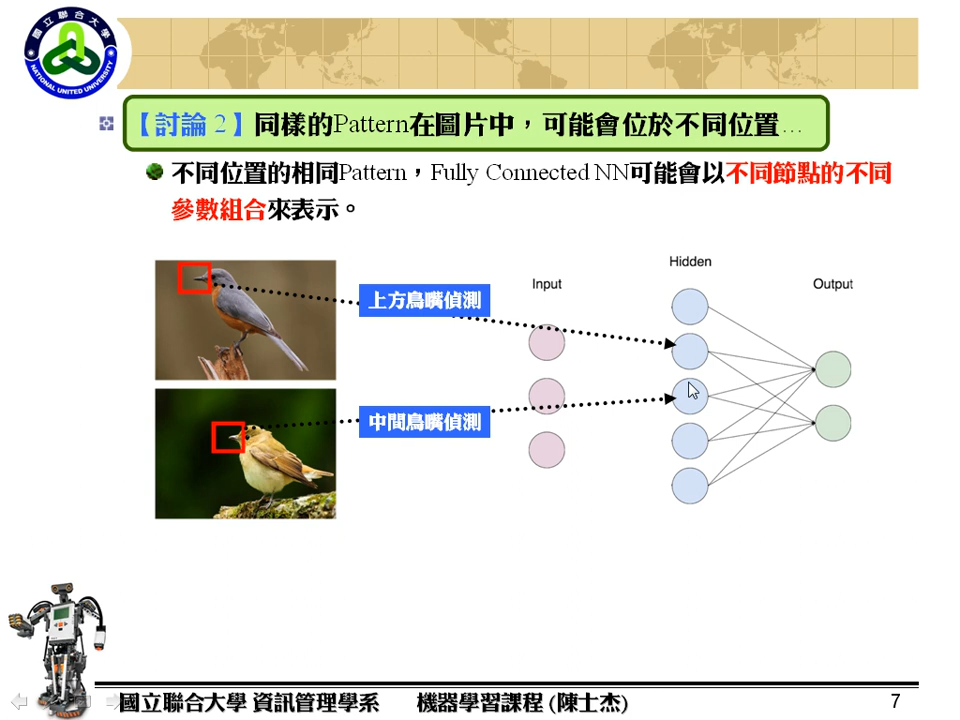 國立聯合大學
NATIONAL UNITED UNIVERSITY
【討論 2】同樣的Pattern在圖片中，可能會位於不同位置…
不同位置的相同Pattern，Fully Connected NN可能會以不同節點的不同
參數組合來表示。
Hidden
Input
Output
上方鳥嘴偵測
中間鳥嘴偵測
國立聯合大學 資訊管理學系 機器學習課程 (陳士杰)
7